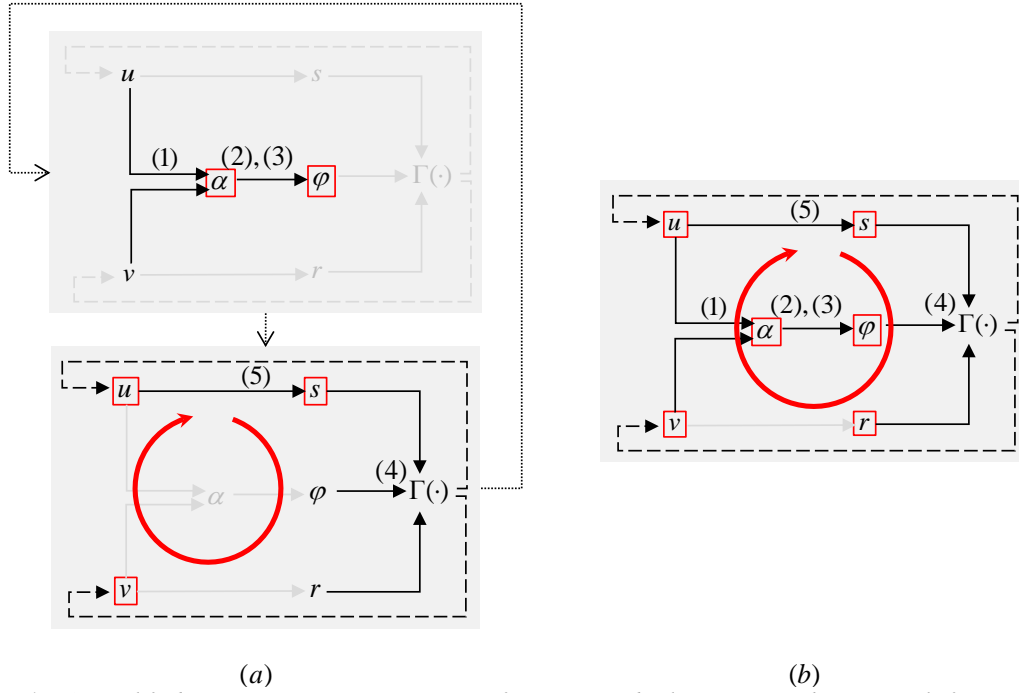 u s
(1) (2),(3)
α φ Γ(·)
v r
(5)
u s
(4)
α φ Γ(·)
v r
(a)
(5)
u s
(1) (2),(3) (4)
α φ Γ(·)
v r
(b)